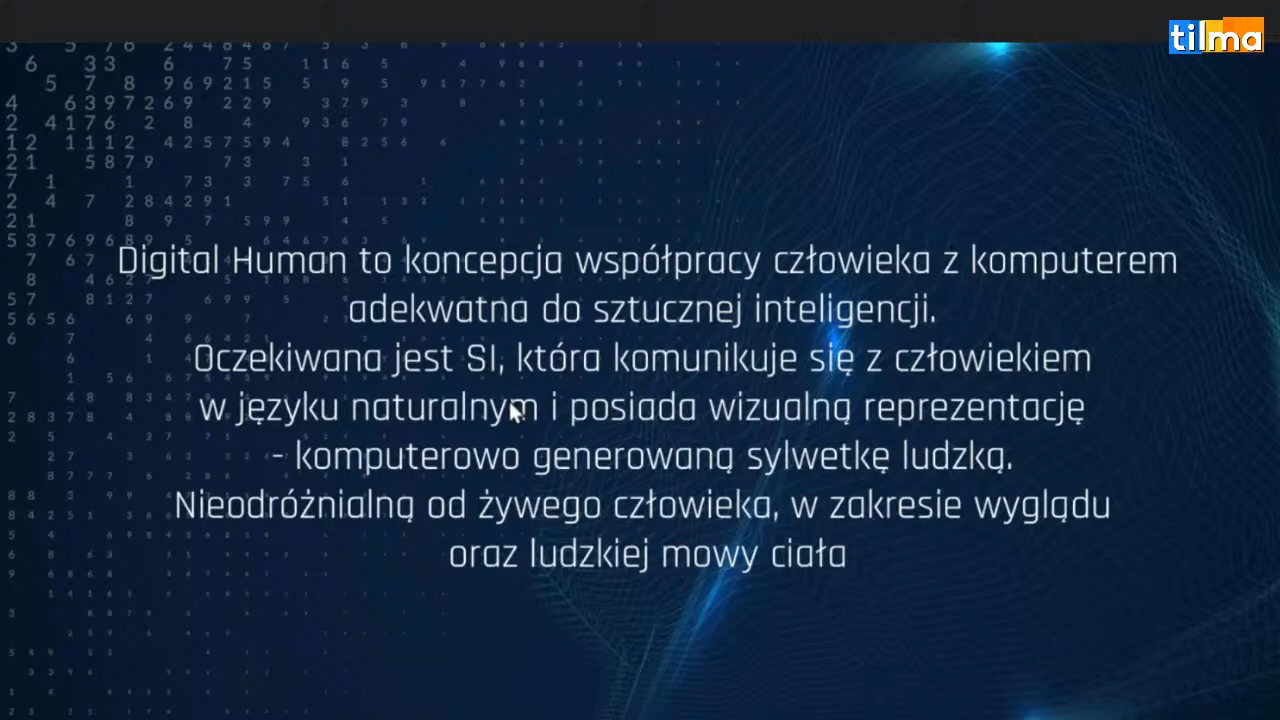 tilma
Digital Human to koncepcja współpracy człowieka z komputerem
adekwatna do sztucznej inteligencji.
Oczekiwana jest SI, która komunikuje się z człowiekiem
w języku naturalnym i posiada wizualną reprezentację
- komputerowo generowaną sylwetkę ludzką.
Nieodróżnialną od żywego człowieka, w zakresie wyglądu
oraz ludzkiej mowy ciała